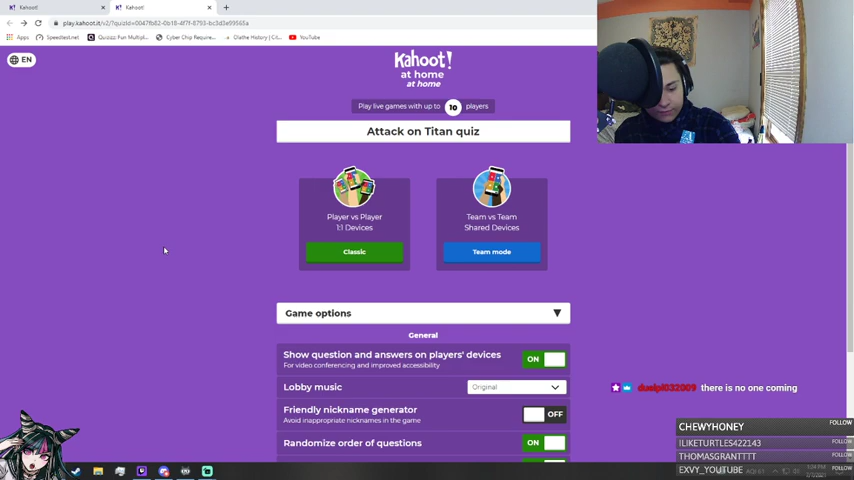 Kahoot!
Kahoot!
play.kahoot.it/v2/?quizId=0047fb82-0b18-4f7f-8793-bc3d3e99565a
Apps
Speedtest.net
Quizizz: Fun Multipl...
Cyber Chip Require...
Olathe History | Cit...
YouTube
EN
Kahoot!
at home
at home
Play live games with up to 10 players
Attack on Titan quiz
Player vs Player
1:1 Devices
Classic
Team vs Team
Shared Devices
Team mode
Game options
General
Show question and answers on players' devices
For video conferencing and improved accessibility
ON
Lobby music
Original
Friendly nickname generator
Avoid inappropriate nicknames in the game
OFF
Randomize order of questions
ON
there is no one coming
CHEWYHONEY
FOLLOW
ILIKETURTLES422143
FOLLOW
THOMASGRANTTTT
FOLLOW
EXVY_YOUTUBE
FOLLOW